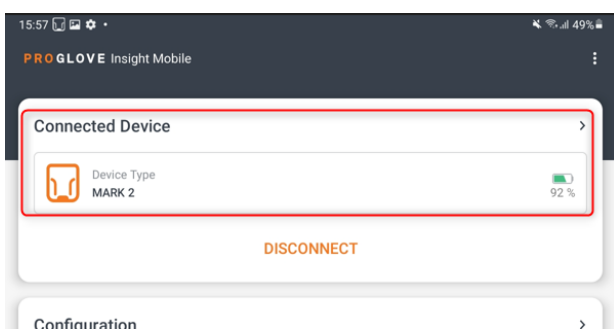 15:57 49%
PROGLOVE Insight Mobile
Connected Device
Device Type
MARK 2
92 %
DISCONNECT
Configuration